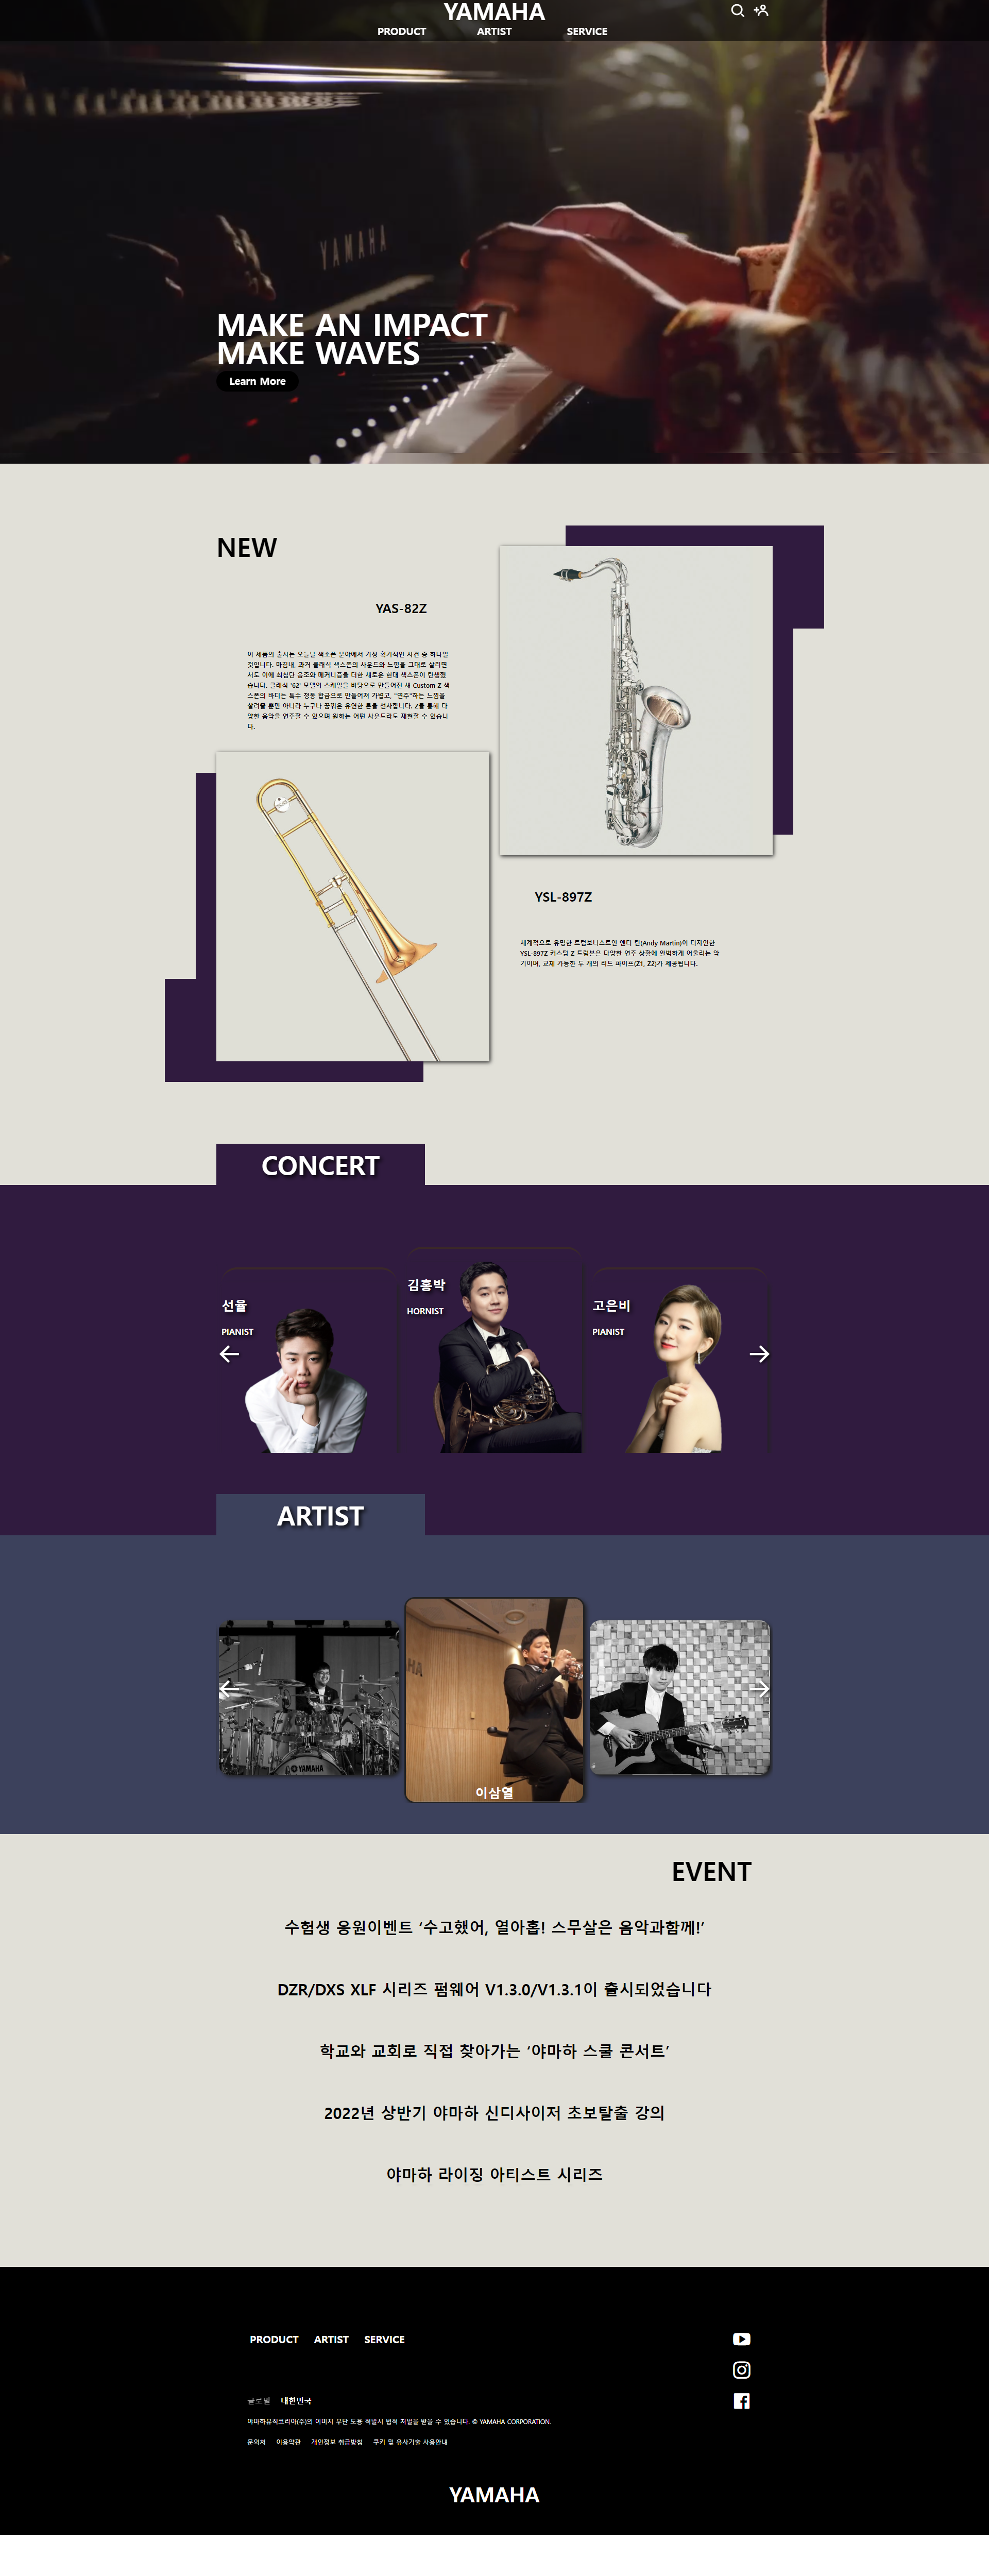 YAMAHA
PRODUCT ARTIST SERVICE
YAMAHA
MAKE AN IMPACT
MAKE WAVES
Learn More
NEW
YAS-82Z
이 제품의 출시는 오늘날 색소폰 분야에서 가장 획기적인 사건 중 하나일
것입니다. 마침내, 과거 클래식 색스폰의 사운드와 느낌을 그대로 살리면
서도 이에 최첨단 음조와 메커니즘을 더한 새로운 현대 색스폰이 탄생했
습니다. 클래식 '62' 모델의 스케일을 바탕으로 만들어진 새 Custom Z 색
스폰의 바디는 특수 청동 합금으로 만들어져 가볍고, "연주"하는 느낌을
살려줄 뿐만 아니라 누구나 꿈꿔온 유연한 톤을 선사합니다. Z를 통해 다
양한 음악을 연주할 수 있으며 원하는 어떤 사운드라도 재현할 수 있습니
다.
YSL-897Z
세계적으로 유명한 트럼보니스트인 앤디 틴(Andy Martin)이 디자인한
YSL-897Z 커스텀 Z 트럼본은 다양한 연주 상황에 완벽하게 어울리는 악
기이며, 교체 가능한 두 개의 리드 파이프(Z1, Z2)가 제공됩니다.
CONCERT
선율
PIANIST
김홍박
HORNIST
고은비
PIANIST
ARTIST
YAMAHA
HA
이삼열
EVENT
수험생 응원이벤트 ‘수고했어, 열아홉! 스무살은 음악과함께!’
DZR/DXS XLF 시리즈 펌웨어 V1.3.0/V1.3.1이 출시되었습니다
학교와 교회로 직접 찾아가는 ‘야마하 스쿨 콘서트’
2022년 상반기 야마하 신디사이저 초보탈출 강의
야마하 라이징 아티스트 시리즈
PRODUCT ARTIST SERVICE
글로벌 대한민국
야마하뮤직코리아(주)의 이미지 무단 도용 적발시 법적 처벌을 받을 수 있습니다. © YAMAHA CORPORATION.
문의처 이용약관 개인정보 취급방침 쿠키 및 유사기술 사용안내
YAMAHA